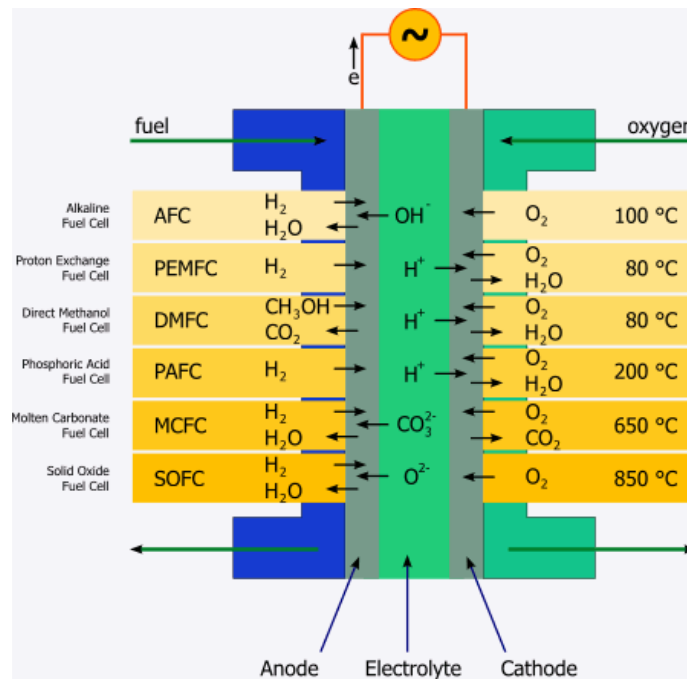 ~
e
fuel
oxygen
Alkaline
Fuel Cell
AFC
H₂
H₂O
OH⁻
O₂
100 °C
Proton Exchange
Fuel Cell
PEMFC
H₂
H⁺
O₂
H₂O
80 °C
Direct Methanol
Fuel Cell
DMFC
CH₃OH
CO₂
H⁺
O₂
H₂O
80 °C
Phosphoric Acid
Fuel Cell
PAFC
H₂
H⁺
O₂
H₂O
200 °C
Molten Carbonate
Fuel Cell
MCFC
H₂
H₂O
CO₃²⁻
O₂
CO₂
650 °C
Solid Oxide
Fuel Cell
SOFC
H₂
H₂O
O²⁻
O₂
850 °C
Anode
Electrolyte
Cathode